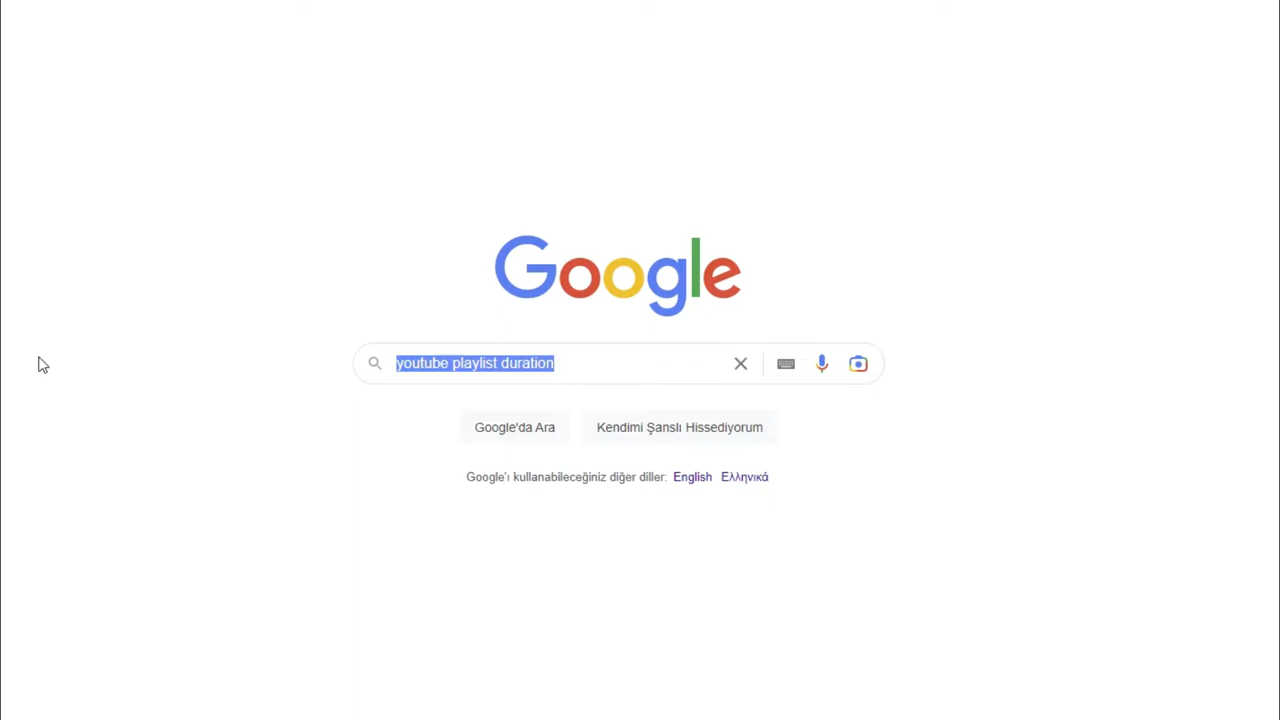 Google
youtube playlist duration
Google'da Ara
Kendimi Şanslı Hissediyorum
Google'ı kullanabileceğiniz diğer diller: English Ελληνικά